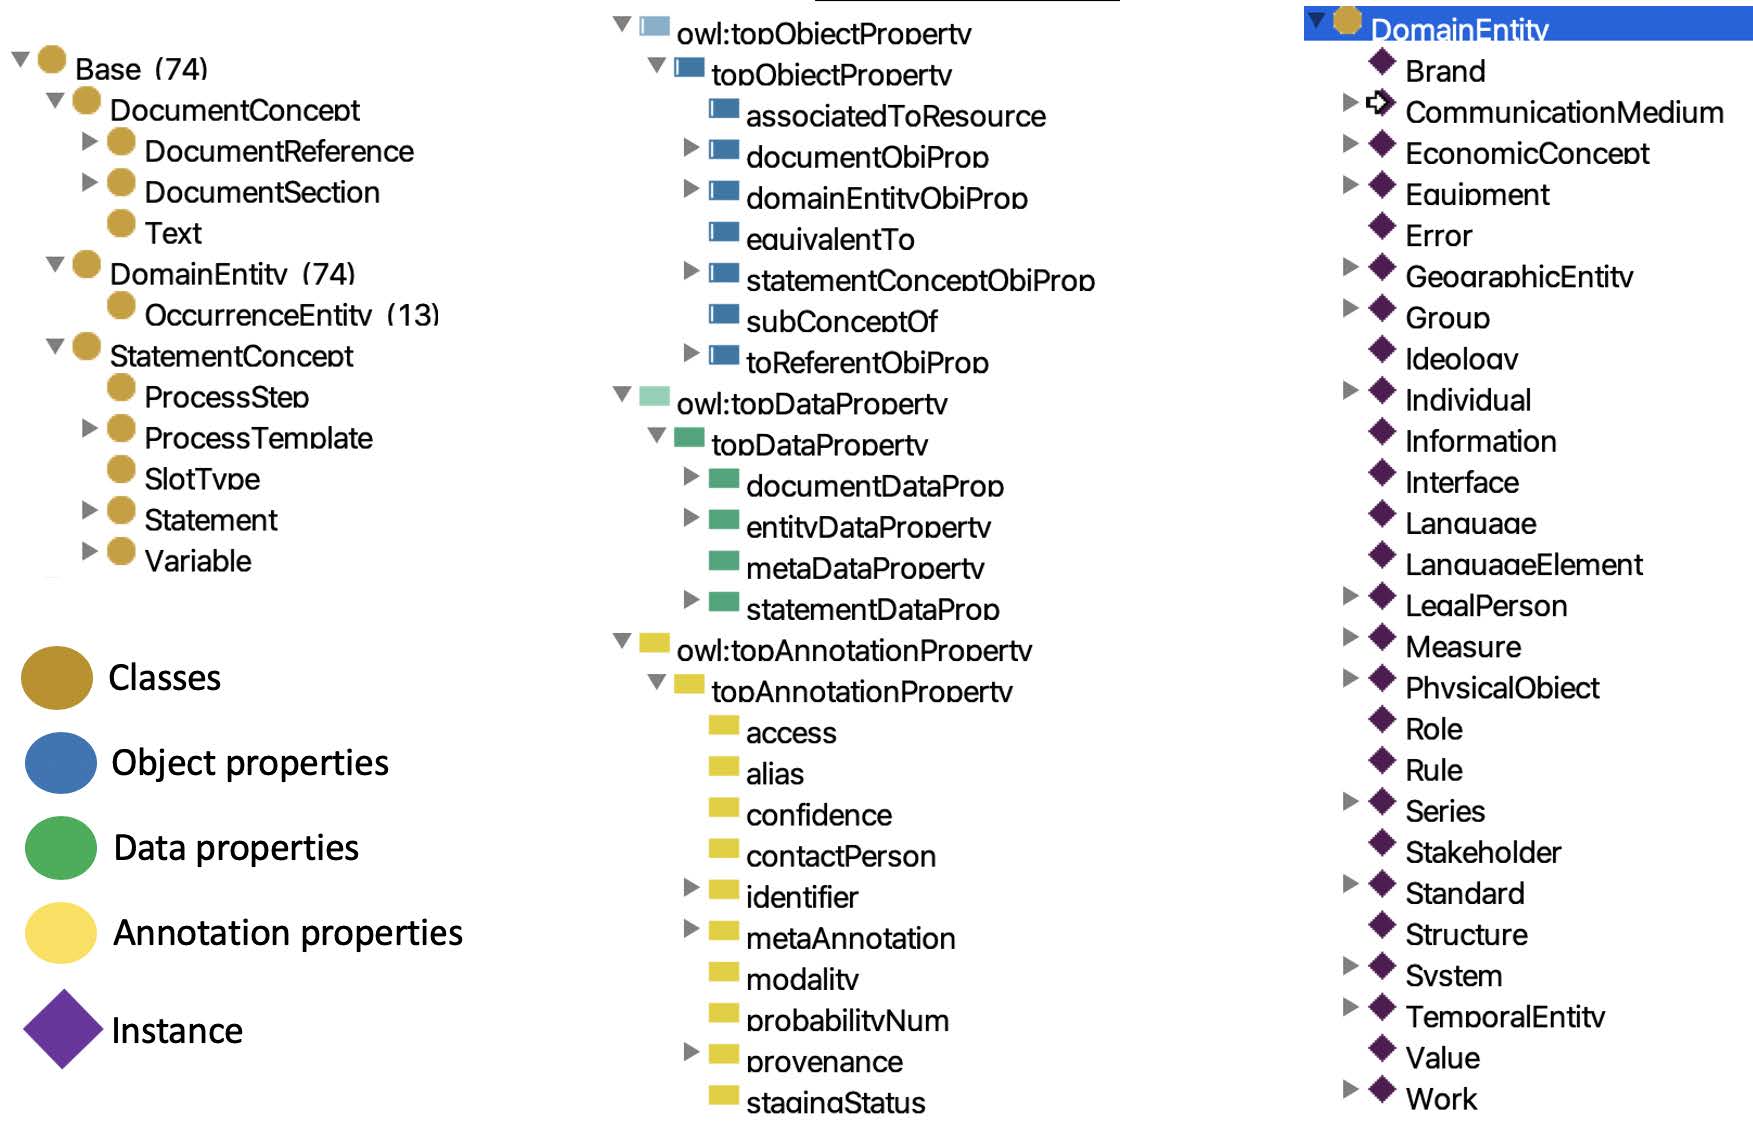 Base (74)
DocumentConcept
DocumentReference
DocumentSection
Text
DomainEntity (74)
OccurrenceEntity (13)
StatementConcept
ProcessStep
ProcessTemplate
SlotType
Statement
Variable
Classes
Object properties
Data properties
Annotation properties
Instance
owl:topObjectProperty
topObjectProperty
associatedToResource
documentObjProp
domainEntityObjProp
equivalentTo
statementConceptObjProp
subConceptOf
toReferentObjProp
owl:topDataProperty
topDataProperty
documentDataProp
entityDataProperty
metaDataProperty
statementDataProp
owl:topAnnotationProperty
topAnnotationProperty
access
alias
confidence
contactPerson
identifier
metaAnnotation
modality
probabilityNum
provenance
stagingStatus
DomainEntity
Brand
CommunicationMedium
EconomicConcept
Equipment
Error
GeographicEntity
Group
Ideology
Individual
Information
Interface
Language
LanguageElement
LegalPerson
Measure
PhysicalObject
Role
Rule
Series
Stakeholder
Standard
Structure
System
TemporalEntity
Value
Work